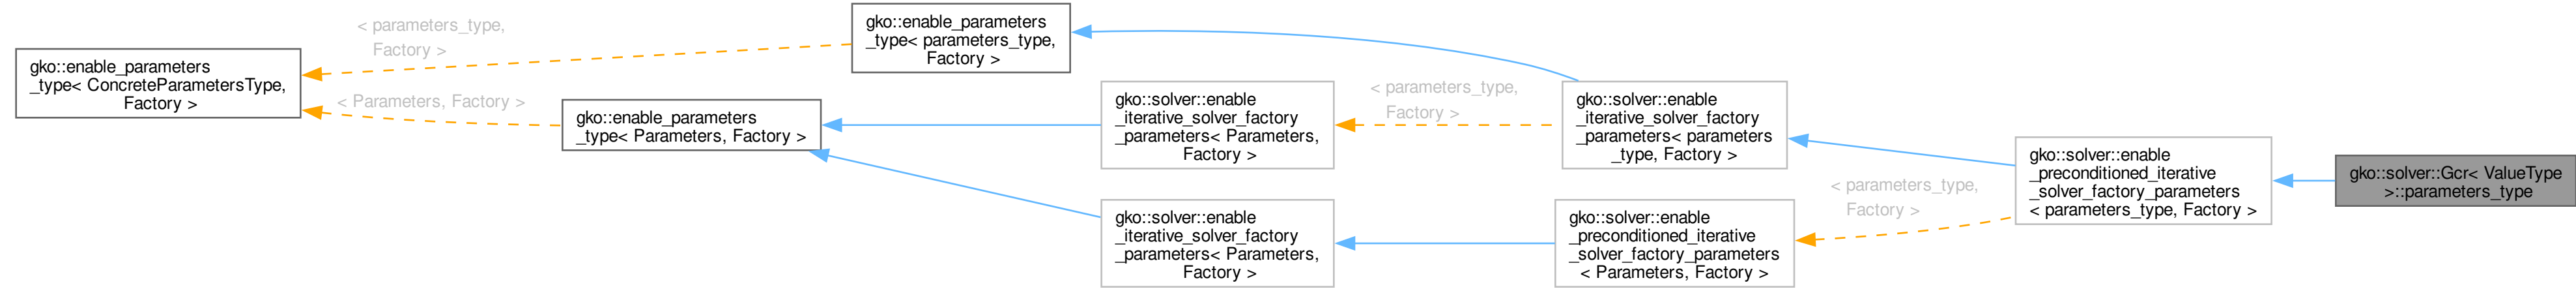 gko::enable_parameters
_type< ConcreteParametersType,
Factory >
< parameters_type,
Factory >
< Parameters, Factory >
gko::enable_parameters
_type< parameters_type,
Factory >
gko::enable_parameters
_type< Parameters, Factory >
gko::solver::enable
_iterative_solver_factory
_parameters< Parameters,
Factory >
gko::solver::enable
_iterative_solver_factory
_parameters< Parameters,
Factory >
< parameters_type,
Factory >
gko::solver::enable
_iterative_solver_factory
_parameters< parameters
_type, Factory >
gko::solver::enable
_preconditioned_iterative
_solver_factory_parameters
< Parameters, Factory >
< parameters_type,
Factory >
gko::solver::enable
_preconditioned_iterative
_solver_factory_parameters
< parameters_type, Factory >
gko::solver::Gcr< ValueType
>::parameters_type